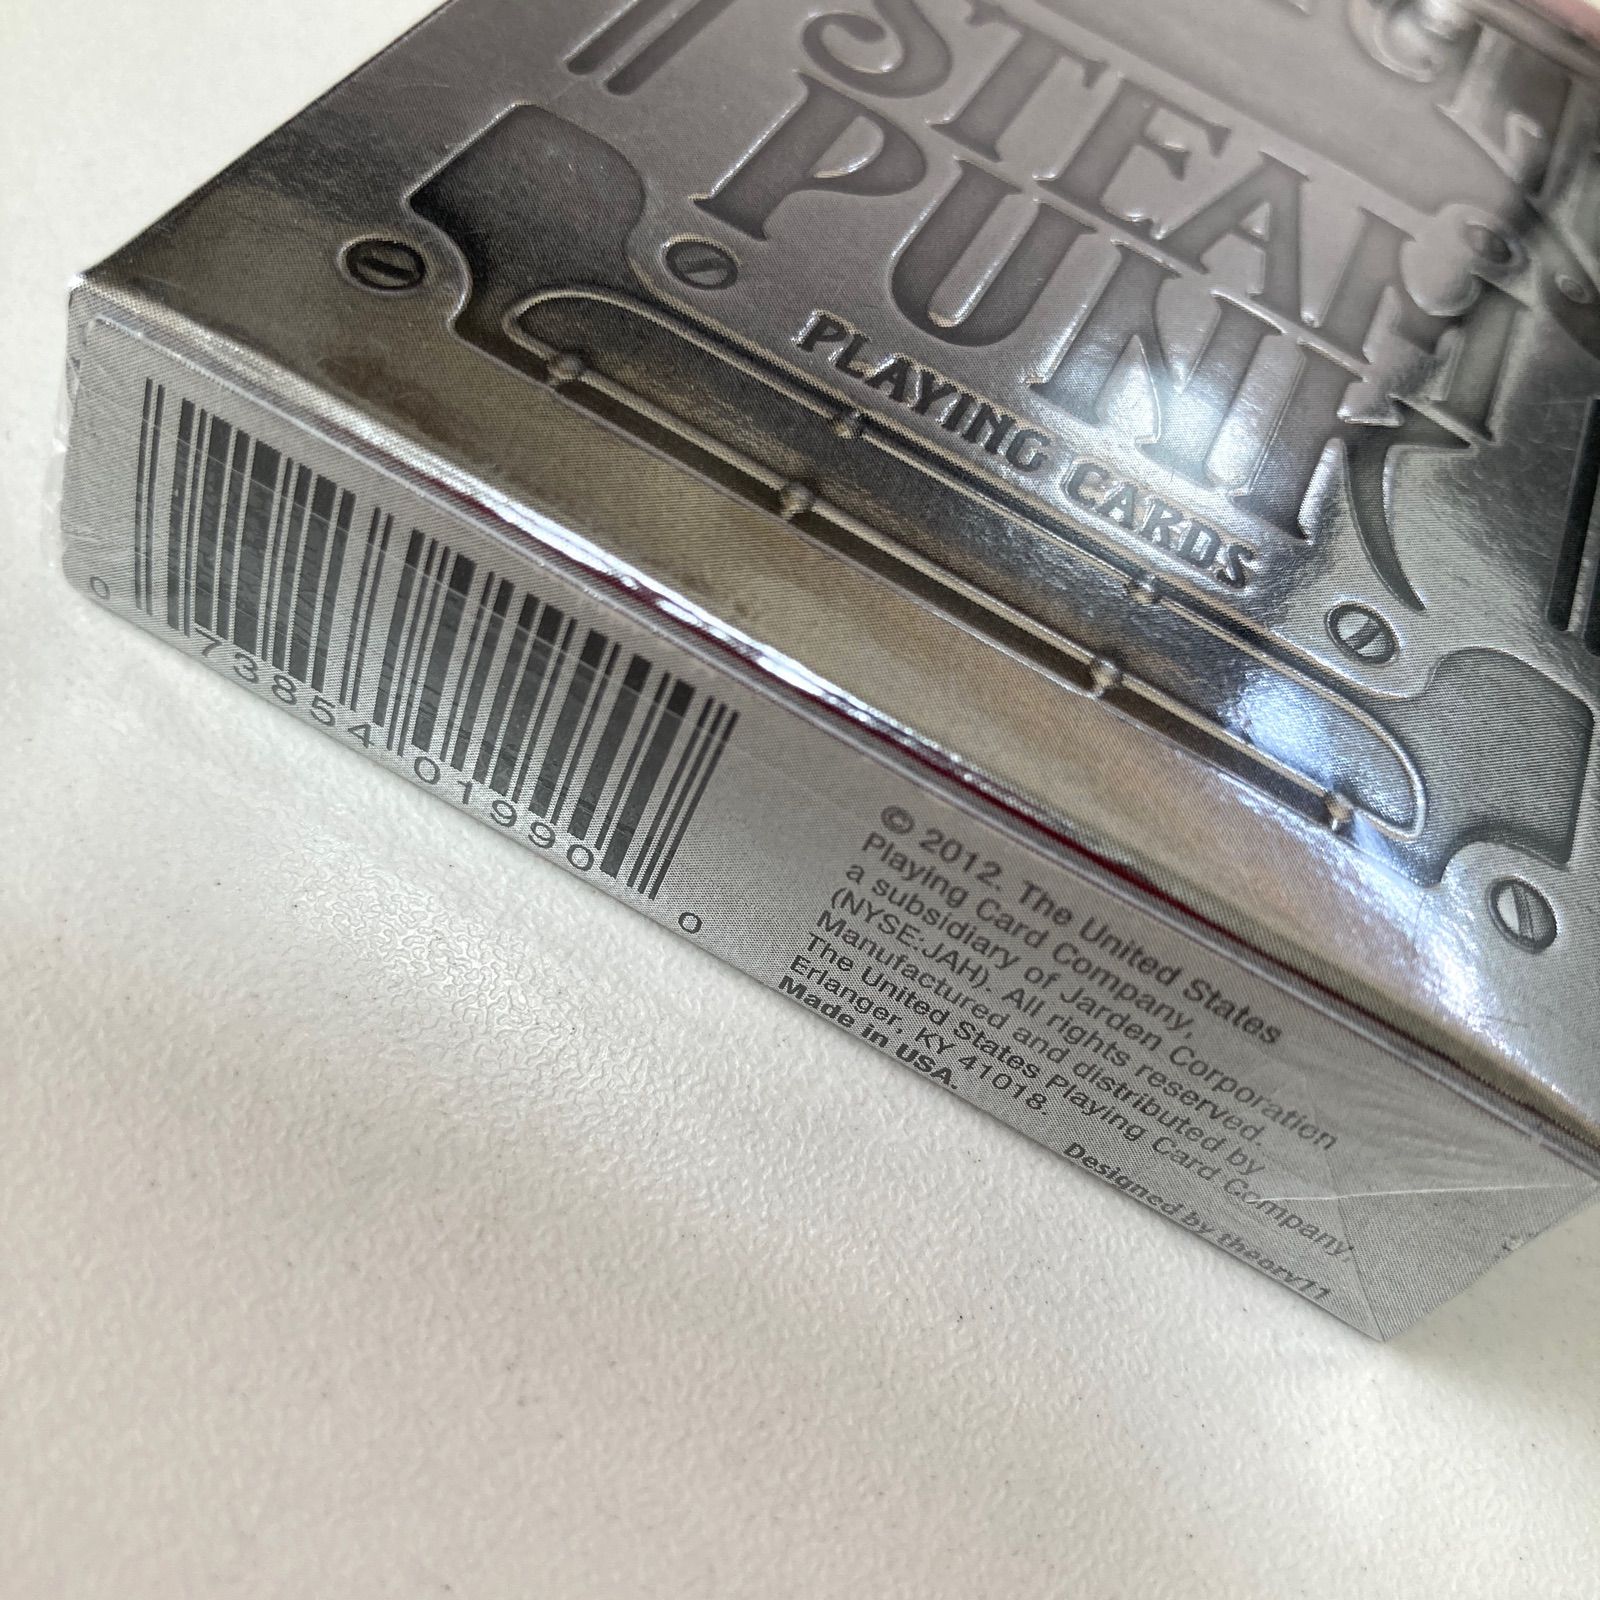 STEAM
PUNK
PLAYING CARDS
0 73854 01990 0
© 2012. The United States
Playing Card Company,
a subsidiary of Jarden Corporation
(NYSE:JAH). All rights reserved.
Manufactured and distributed by
The United States Playing Card Company,
Erlanger, KY 41018.
Made in USA.
Designed by theory11